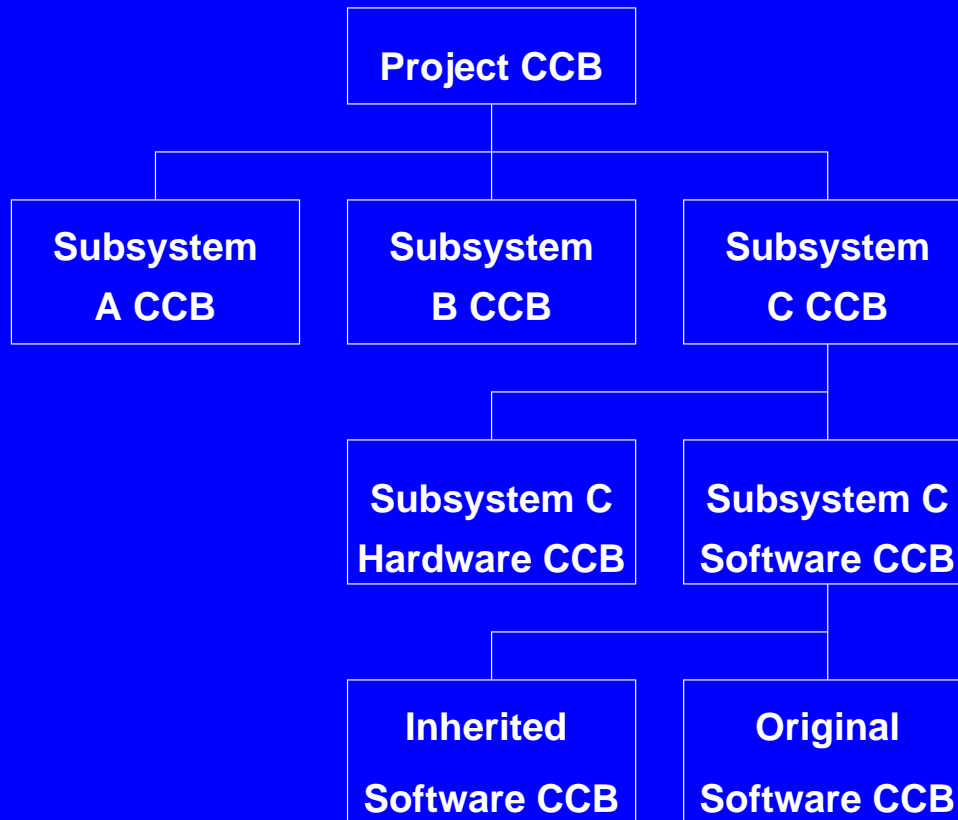 Project CCB
Subsystem
A CCB
Subsystem
B CCB
Subsystem
C CCB
Subsystem C
Hardware CCB
Subsystem C
Software CCB
Inherited
Software CCB
Original
Software CCB